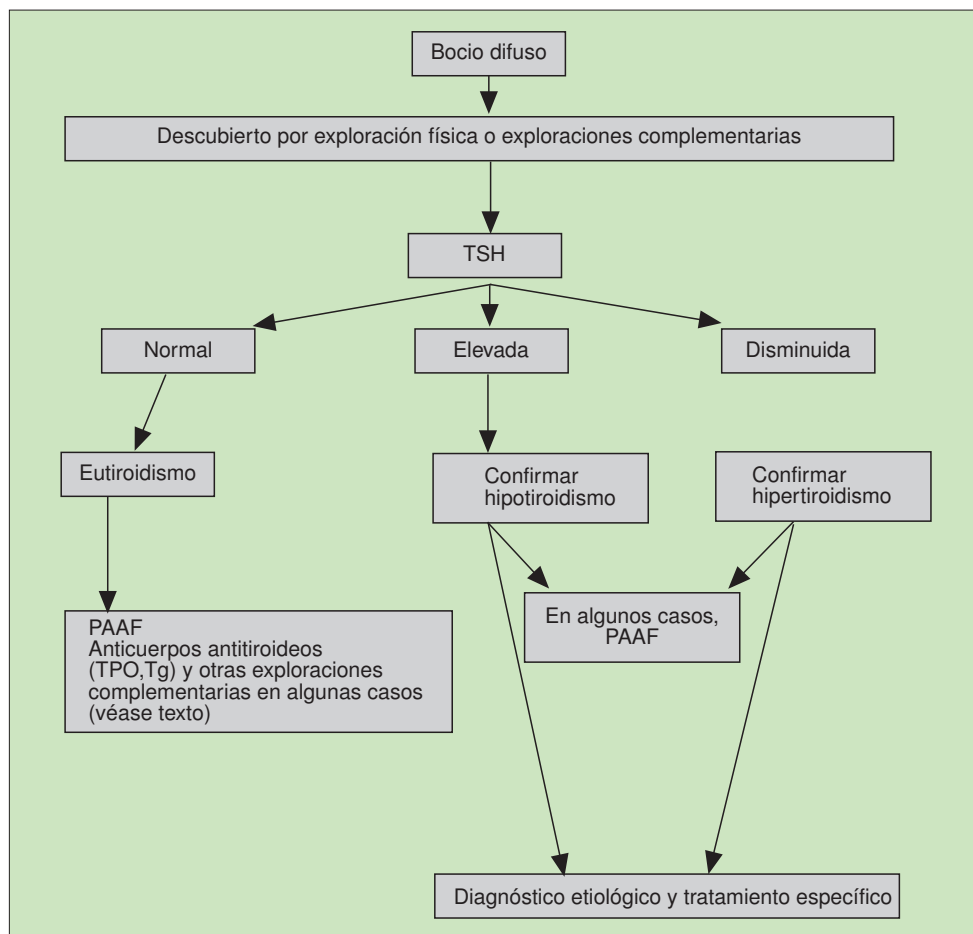 Bocio difuso
Descubierto por exploración física o exploraciones complementarias
TSH
Normal
Elevada
Disminuida
Eutiroidismo
Confirmar
hipotiroidismo
Confirmar
hipertiroidismo
En algunos casos,
PAAF
PAAF
Anticuerpos antitiroideos
(TPO,Tg) y otras exploraciones
complementarias en algunas casos
(véase texto)
Diagnóstico etiológico y tratamiento específico